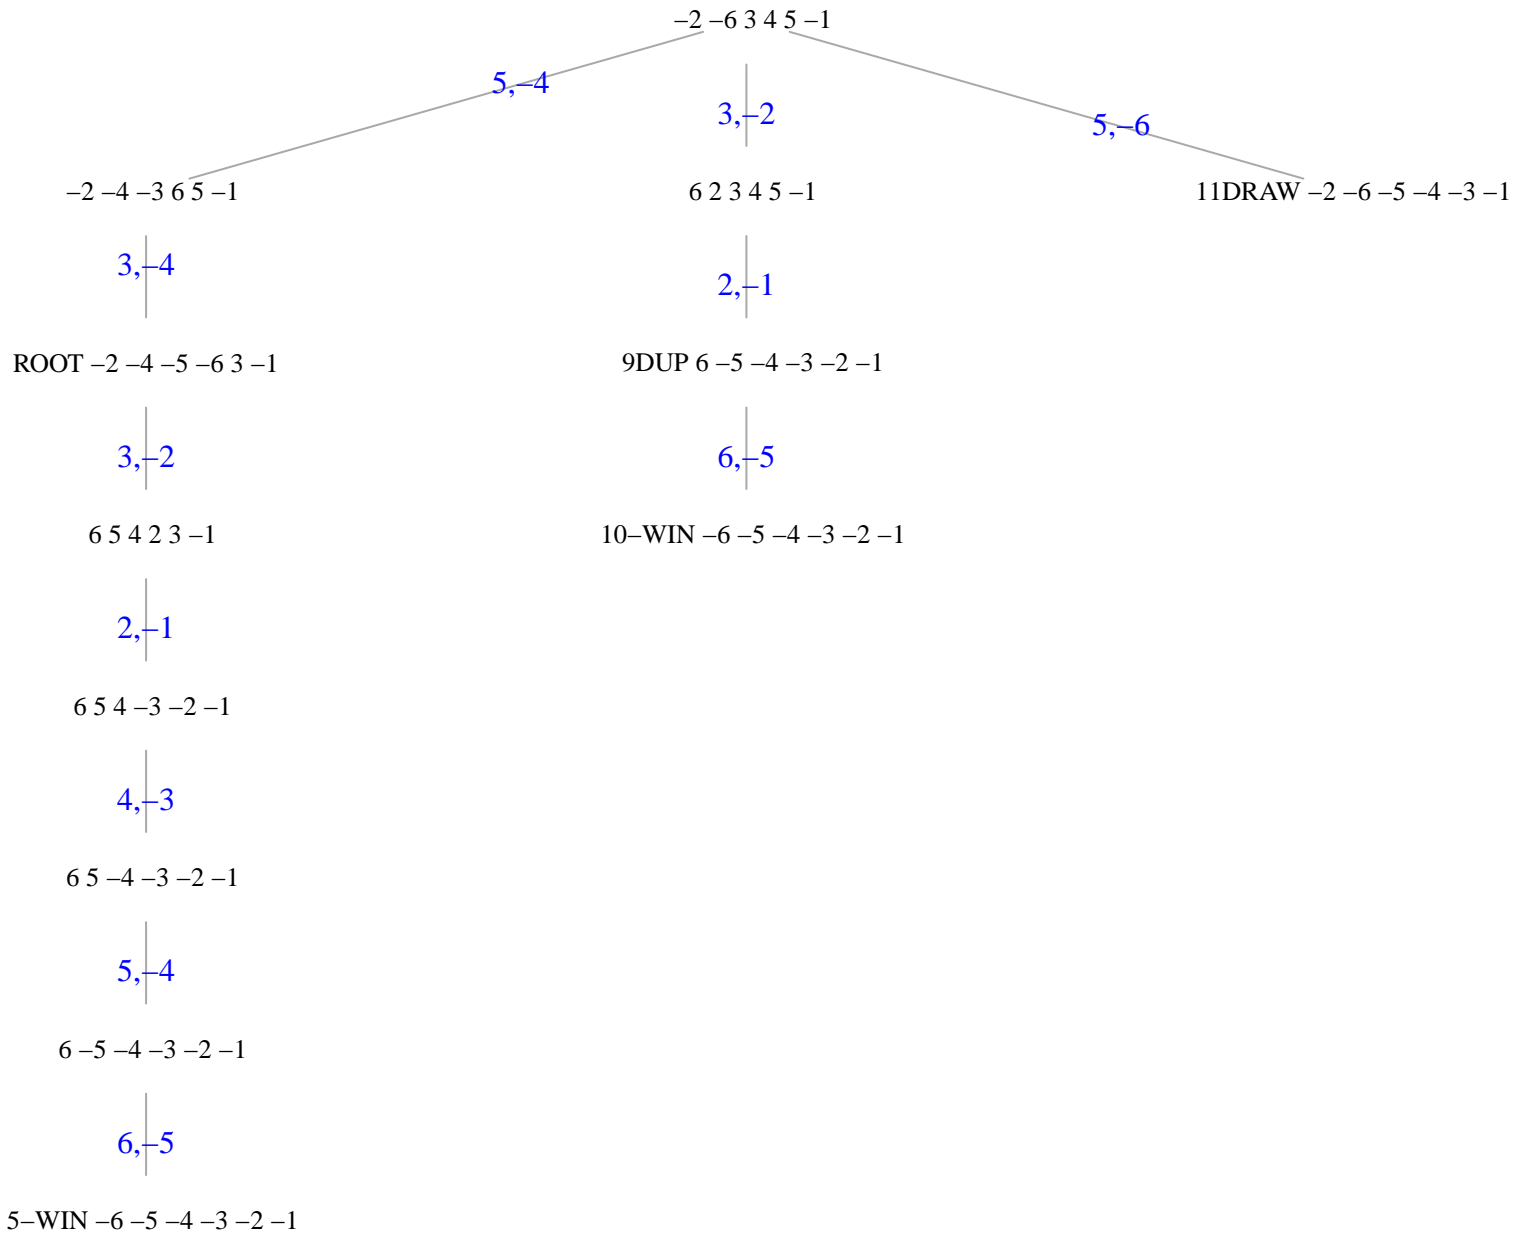 –2 –6 3 4 5 –1
5,–4
3,–2
5,–6
–2 –4 –3 6 5 –1
6 2 3 4 5 –1
11DRAW –2 –6 –5 –4 –3 –1
3,–4
2,–1
ROOT –2 –4 –5 –6 3 –1
9DUP 6 –5 –4 –3 –2 –1
3,–2
6,–5
6 5 4 2 3 –1
10–WIN –6 –5 –4 –3 –2 –1
2,–1
6 5 4 –3 –2 –1
4,–3
6 5 –4 –3 –2 –1
5,–4
6 –5 –4 –3 –2 –1
6,–5
5–WIN –6 –5 –4 –3 –2 –1